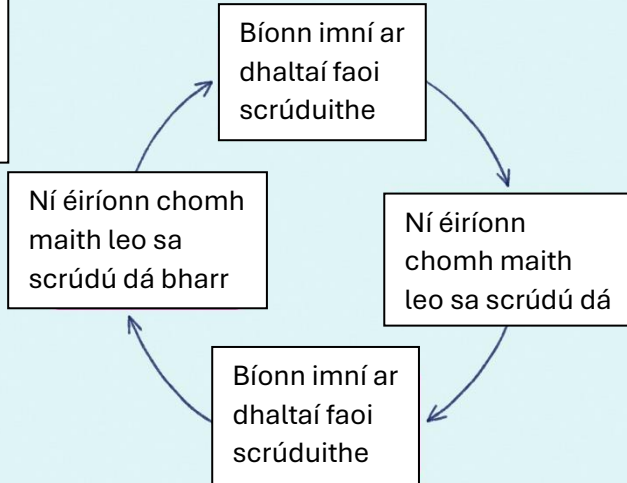 Bíonn imní ar
dhaltaí faoi
scrúduithe
Ní éiríonn chomh
maith leo sa
scrúdú dá bharr
Ní éiríonn
chomh maith
leo sa scrúdú dá
Bíonn imní ar
dhaltaí faoi
scrúduithe